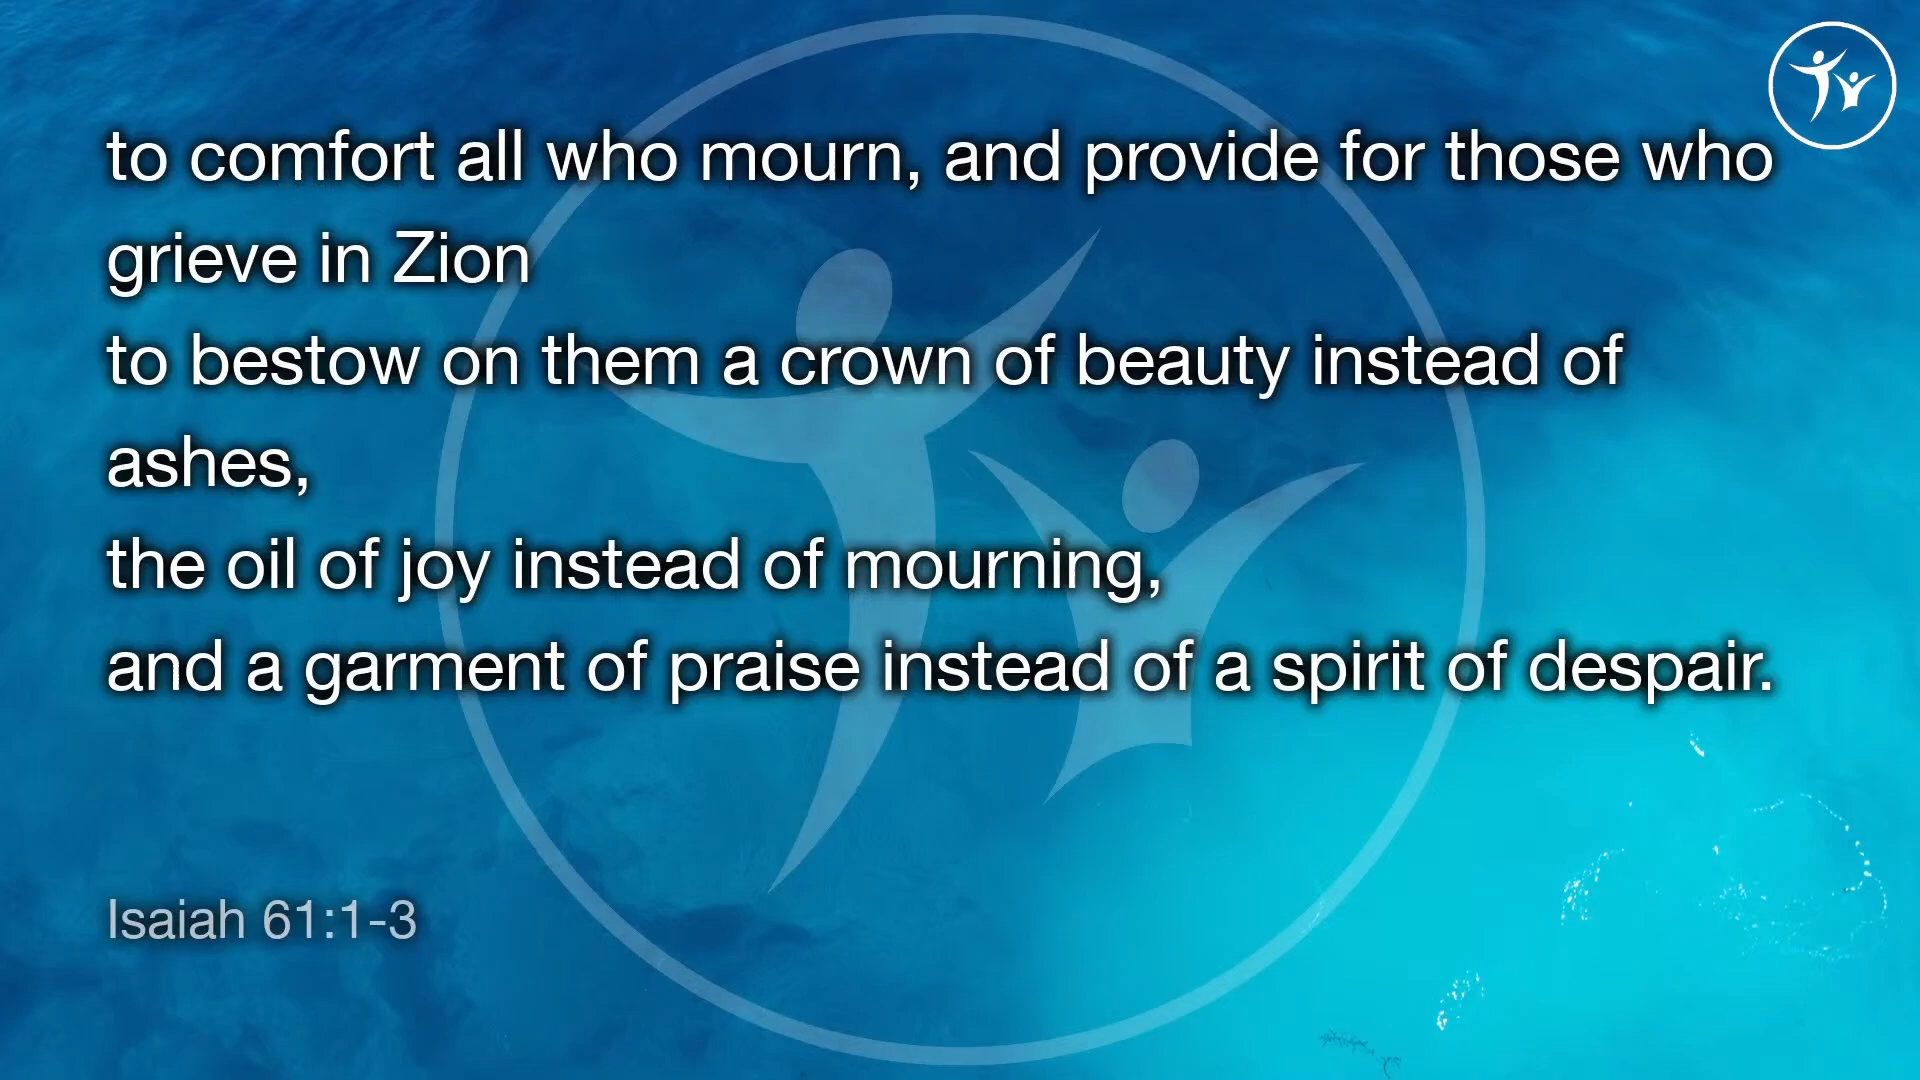 to comfort all who mourn, and provide for those who
grieve in Zion
to bestow on them a crown of beauty instead of
ashes,
the oil of joy instead of mourning,
and a garment of praise instead of a spirit of despair.
Isaiah 61:1-3